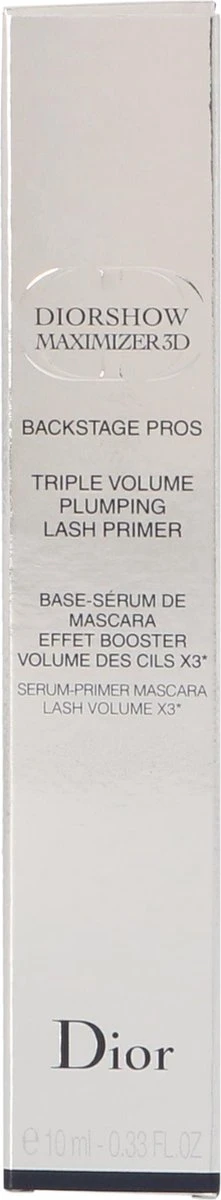 DIORSHOW
MAXIMIZER 3D
BACKSTAGE PROS
TRIPLE VOLUME
PLUMPING
LASH PRIMER
BASE-SÉRUM DE
MASCARA
EFFET BOOSTER
VOLUME DES CILS X3*
SERUM-PRIMER MASCARA
LASH VOLUME X3*
Dior
℮ 10 ml - 0.33 FL.OZ